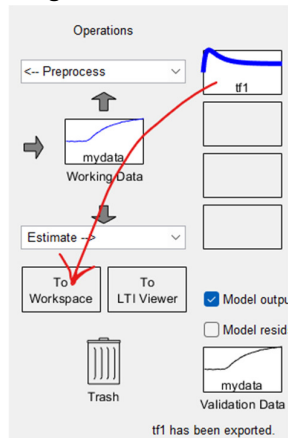 Operations
<-- Preprocess
tf1
mydata
Working Data
Estimate -->
To
Workspace
To
LTI Viewer
Model outpu
Model resid
Trash
mydata
Validation Data
tf1 has been exported.